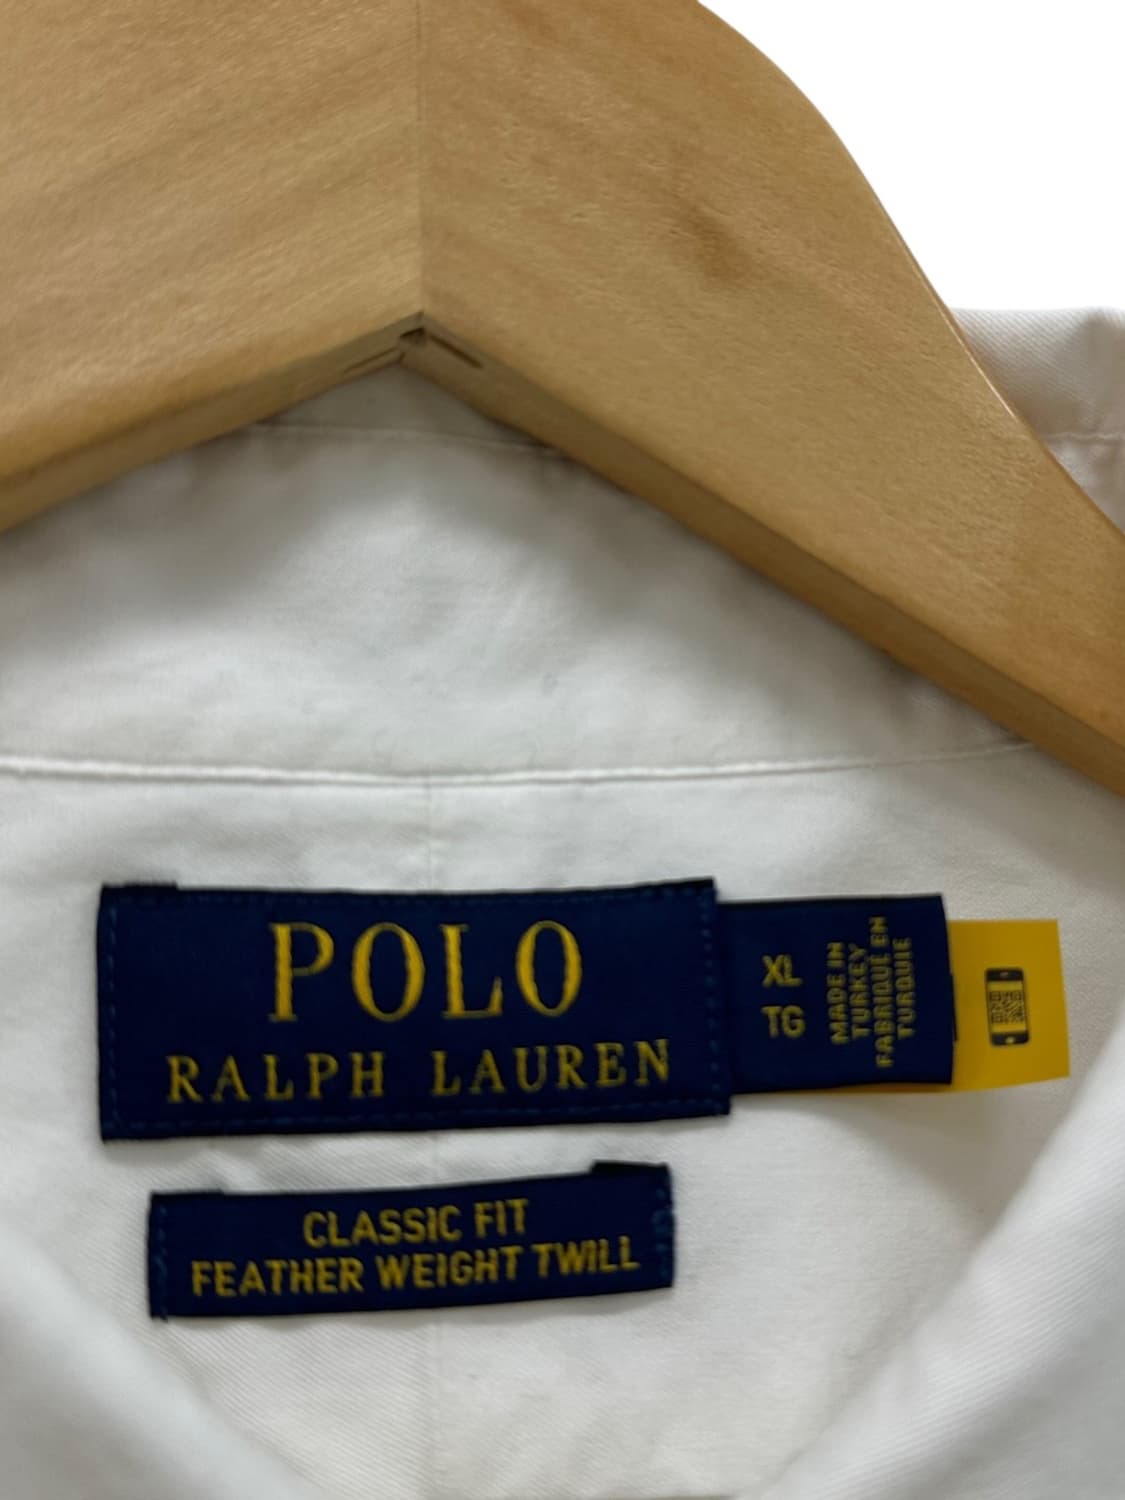 POLO
RALPH LAUREN
XL
TG
MADE IN
TURKEY
FABRIQUÉ EN
TURQUIE
CLASSIC FIT
FEATHER WEIGHT TWILL